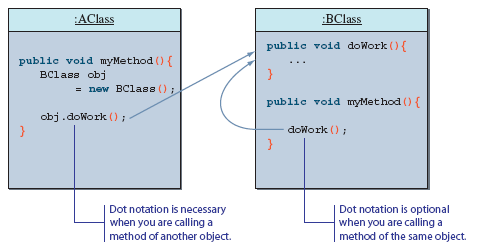 :AClass
public void myMethod(){
BClass obj
= new BClass();
obj.doWork();
}
Dot notation is necessary
when you are calling a
method of another object.
:BClass
public void doWork(){
...
}
public void myMethod(){
doWork();
}
Dot notation is optional
when you are calling a
method of the same object.